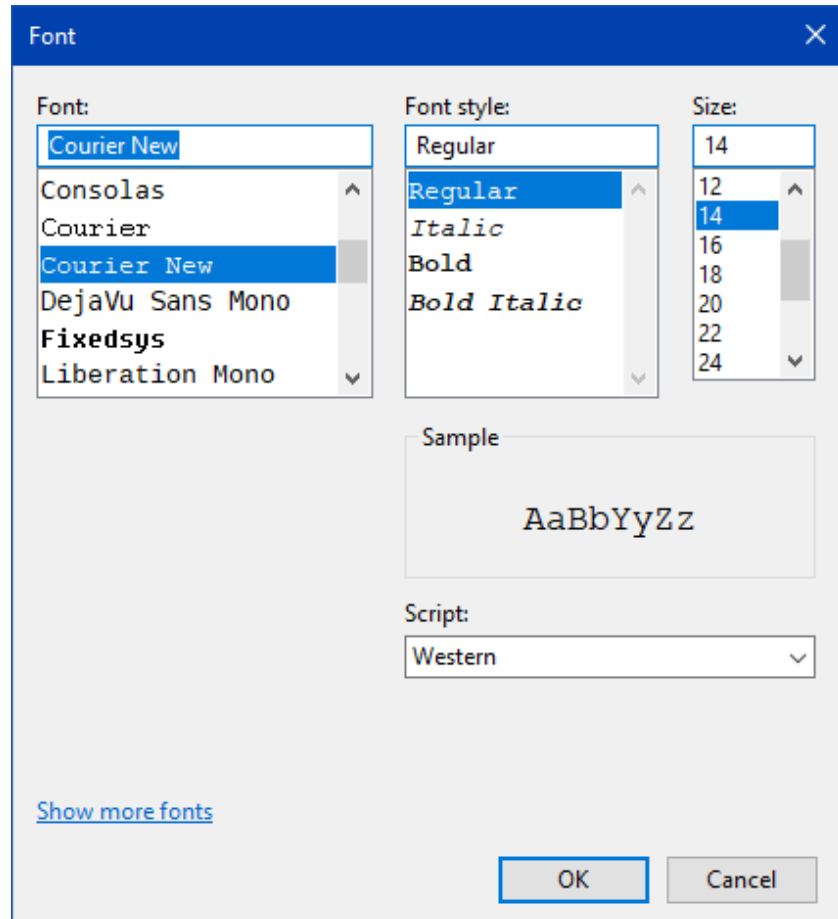 Font
Font:
Courier New
Consolas
Courier
Courier New
DejaVu Sans Mono
Fixedsys
Liberation Mono
Font style:
Regular
Regular
Italic
Bold
Bold Italic
Size:
14
12
14
16
18
20
22
24
Sample
AaBbYyZz
Script:
Western
Show more fonts
OK
Cancel